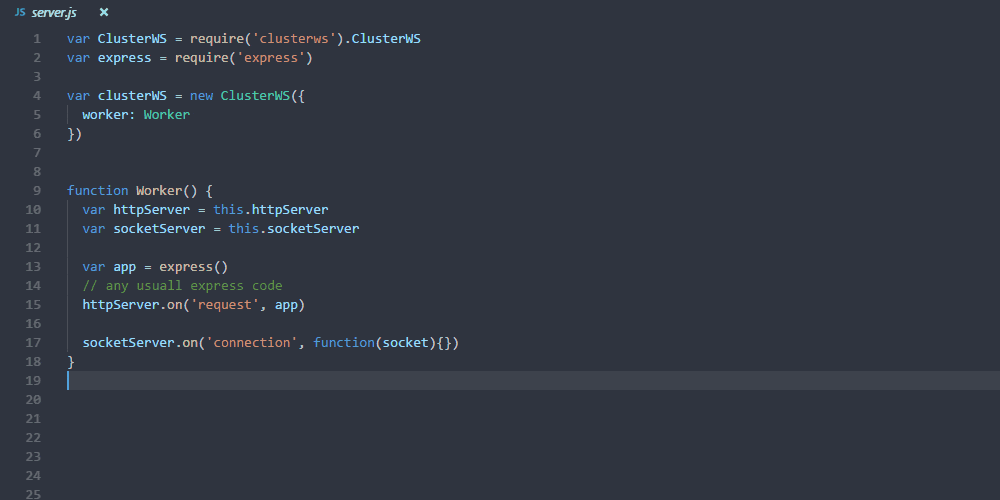 JS server.js ×
1 var ClusterWS = require('clusterws').ClusterWS
2 var express = require('express')
3
4 var clusterWS = new ClusterWS({
5   worker: Worker
6 })
7
8
9 function Worker() {
10   var httpServer = this.httpServer
11   var socketServer = this.socketServer
12
13   var app = express()
14   // any usuall express code
15   httpServer.on('request', app)
16
17   socketServer.on('connection', function(socket){})
18 }
19
20
21
22
23
24
25